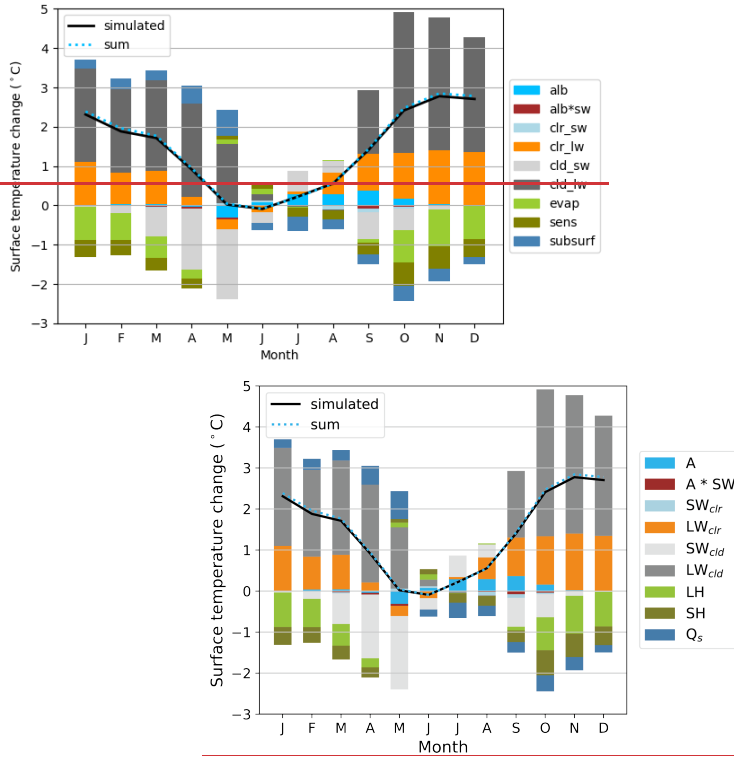 5
4
3
2
1
0
−1
−2
−3
Surface temperature change (°C)
simulated
sum
J F M A M J J A S O N D
Month
alb
alb*sw
clr_sw
clr_lw
cld_sw
cld_lw
evap
sens
subsurf
5
4
3
2
1
0
−1
−2
−3
Surface temperature change (°C)
simulated
sum
J F M A M J J A S O N D
Month
A
A * SW
SWclr
LWclr
SWcld
LWcld
LH
SH
Qs